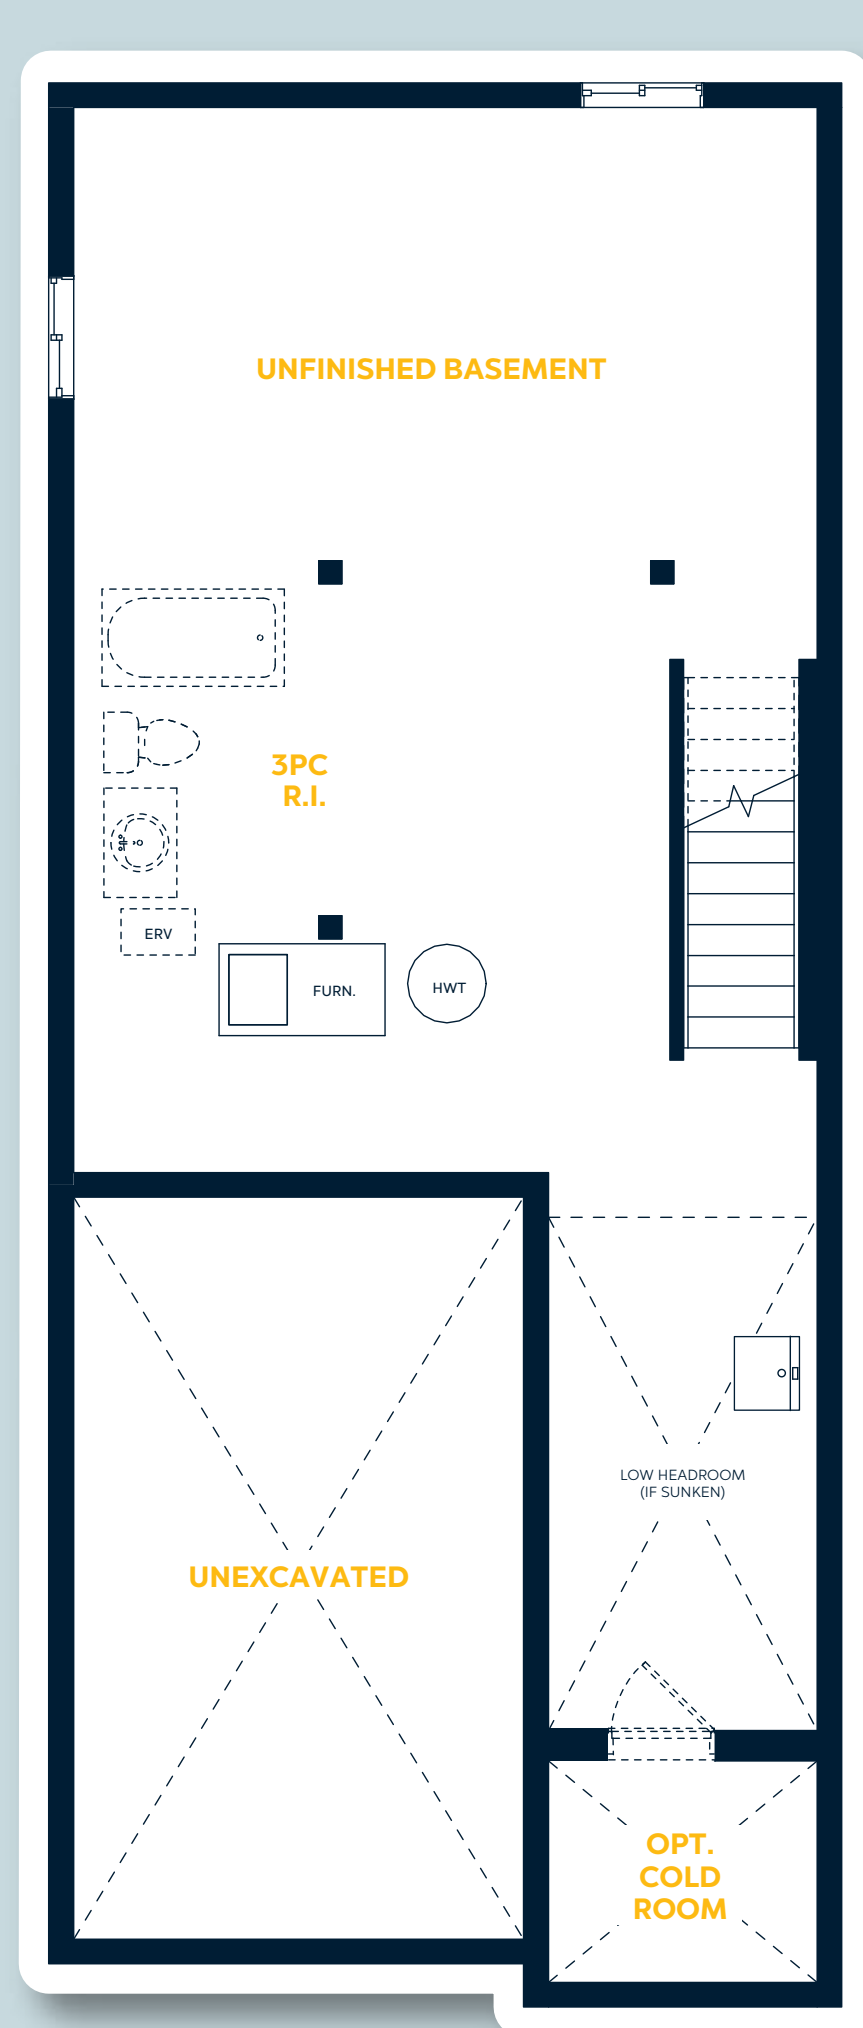 UNFINISHED BASEMENT
3PC
R.I.
ERV
FURN.
HWT
LOW HEADROOM
(IF SUNKEN)
UNEXCAVATED
OPT.
COLD
ROOM